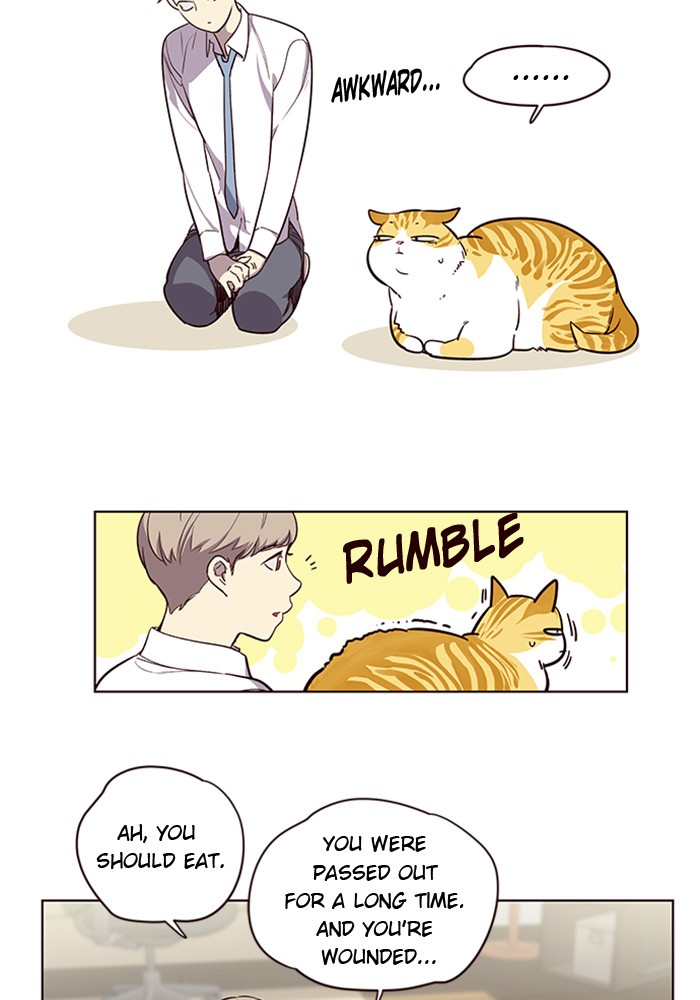 AWKWARD...
......
RUMBLE
AH, YOU
SHOULD EAT.
YOU WERE
PASSED OUT
FOR A LONG TIME.
AND YOU'RE
WOUNDED...